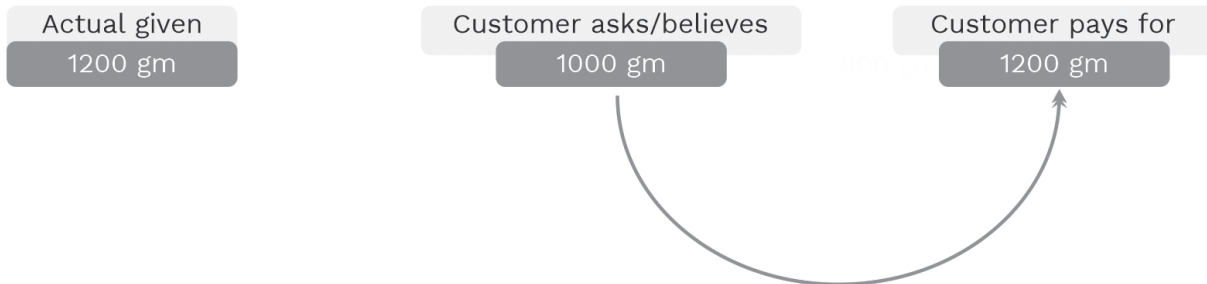 Actual given
1200 gm
Customer asks/believes
1000 gm
Customer pays for
1200 gm